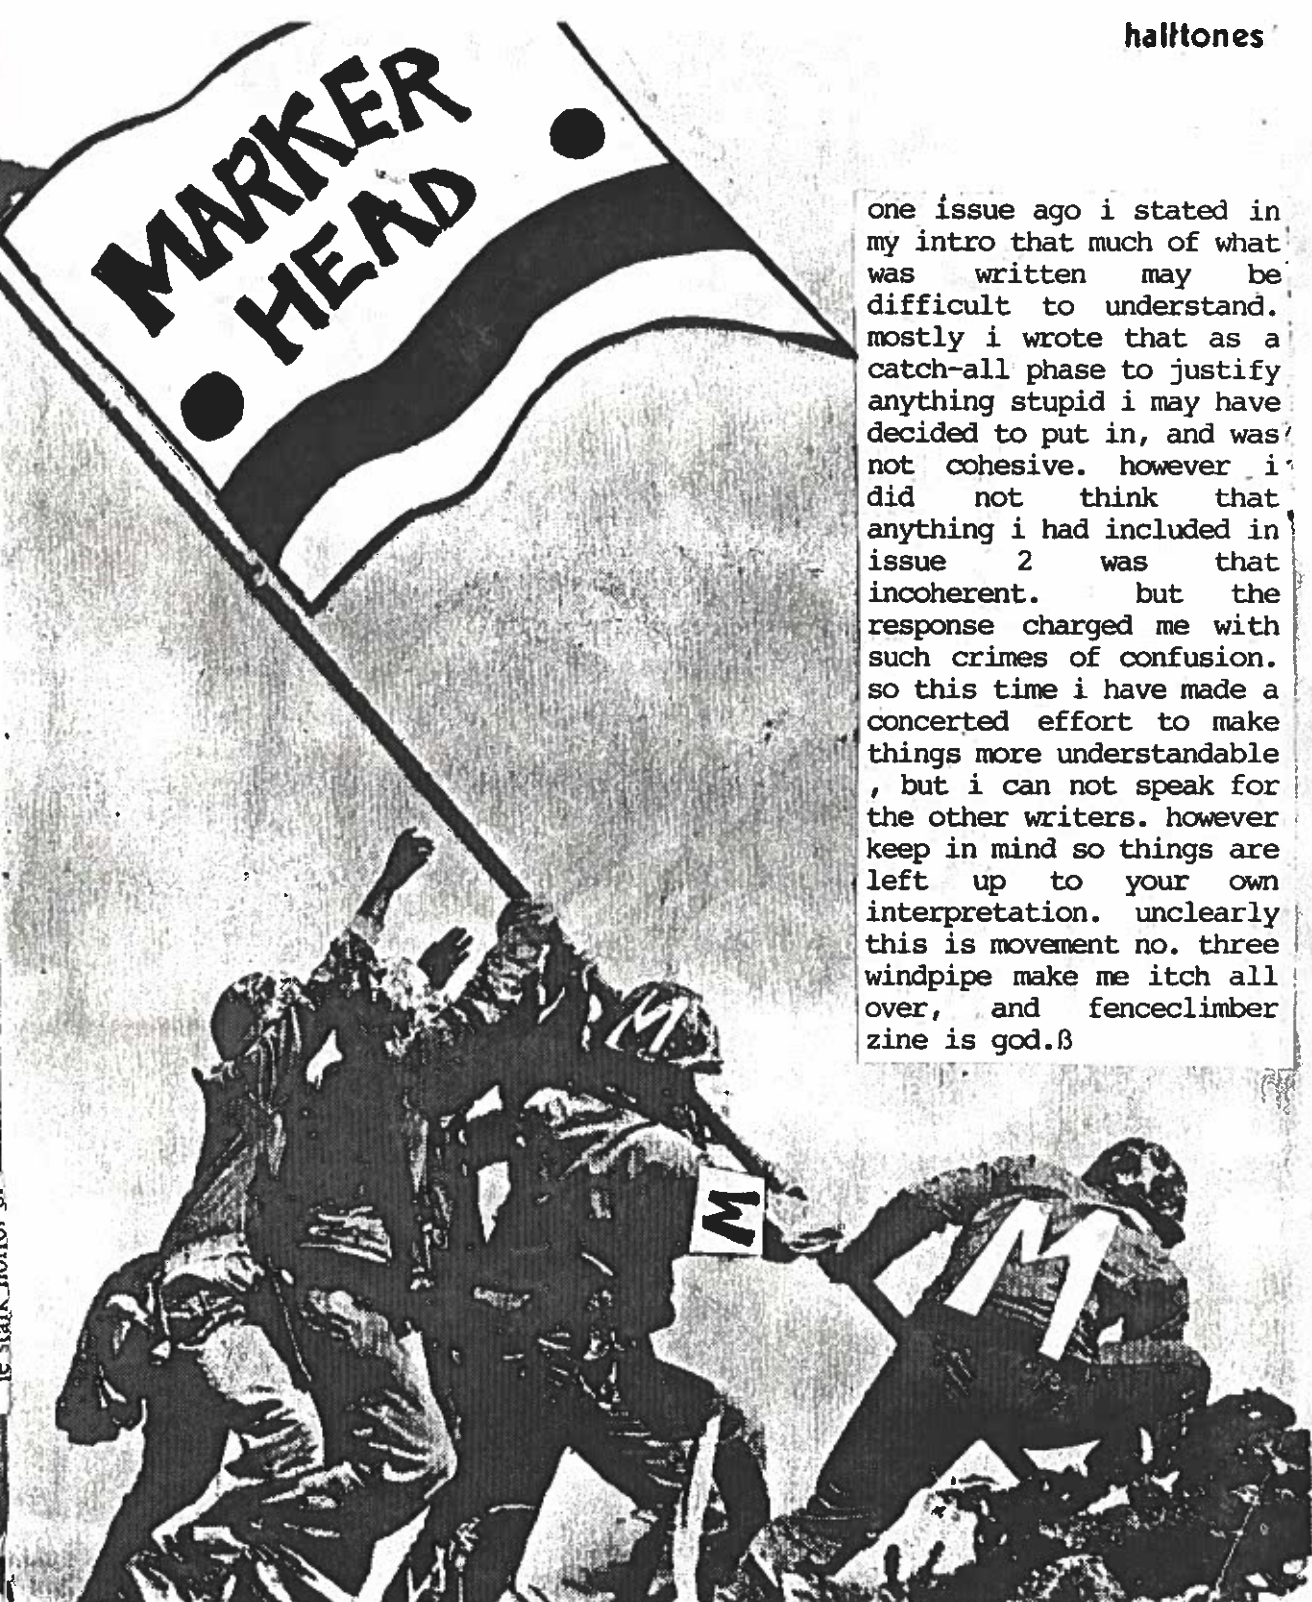 halftones
MARKER
HEAD
one issue ago i stated in
my intro that much of what
was written may be
difficult to understand.
mostly i wrote that as a
catch-all phase to justify
anything stupid i may have
decided to put in, and was
not cohesive. however i
did not think that
anything i had included in
issue 2 was that
incoherent. but the
response charged me with
such crimes of confusion.
so this time i have made a
concerted effort to make
things more understandable
, but i can not speak for
the other writers. however
keep in mind so things are
left up to your own
interpretation. unclearly
this is movement no. three
windpipe make me itch all
over, and fenceclimber
zine is god.ß
M
M
M